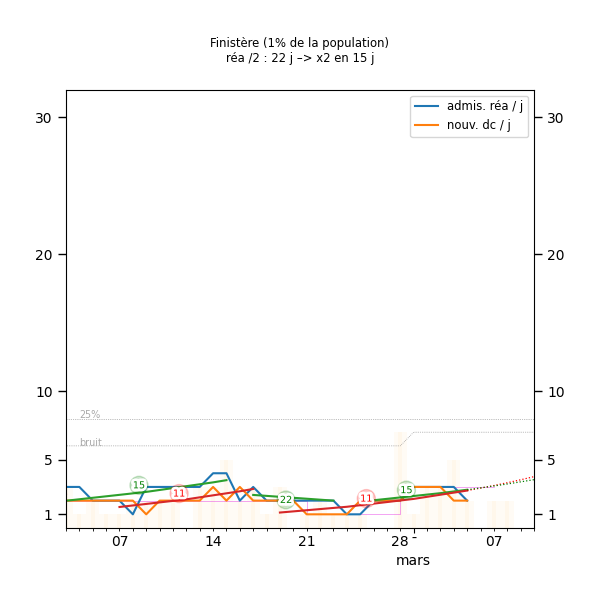 Finistère (1% de la population)
réa /2 : 22 j –> x2 en 15 j
admis. réa / j
nouv. dc / j
30 30
20 20
10 10
25%
bruit
5 5
15 11 22 11 15
1 1
07 14 21 28 07
mars